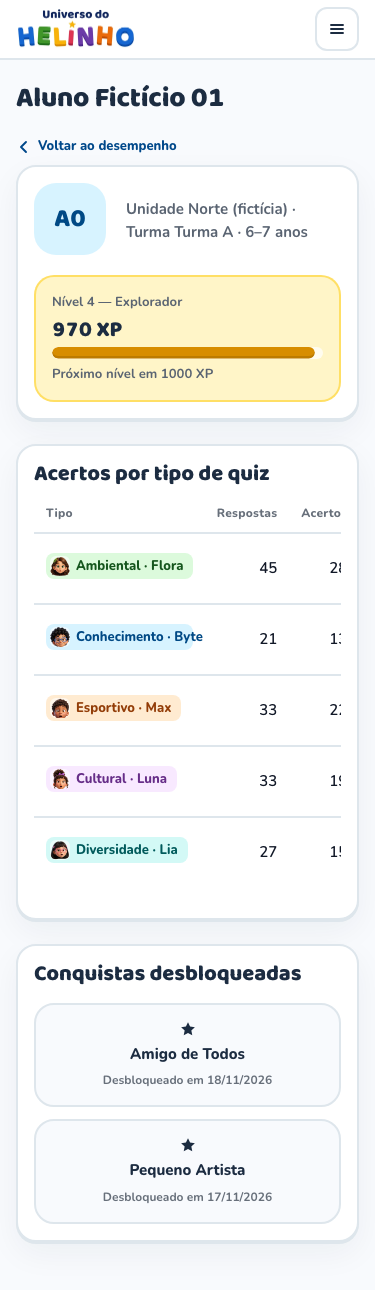 Universo do
HELINHO
Aluno Fictício 01
Voltar ao desempenho
A0
Unidade Norte (fictícia) ·
Turma Turma A · 6–7 anos
Nível 4 — Explorador
970 XP
Próximo nível em 1000 XP
Acertos por tipo de quiz
Tipo Respostas Acerto
Ambiental · Flora 45
Conhecimento · Byte 21
Esportivo · Max 33
Cultural · Luna 33
Diversidade · Lia 27
Conquistas desbloqueadas
Amigo de Todos
Desbloqueado em 18/11/2026
Pequeno Artista
Desbloqueado em 17/11/2026